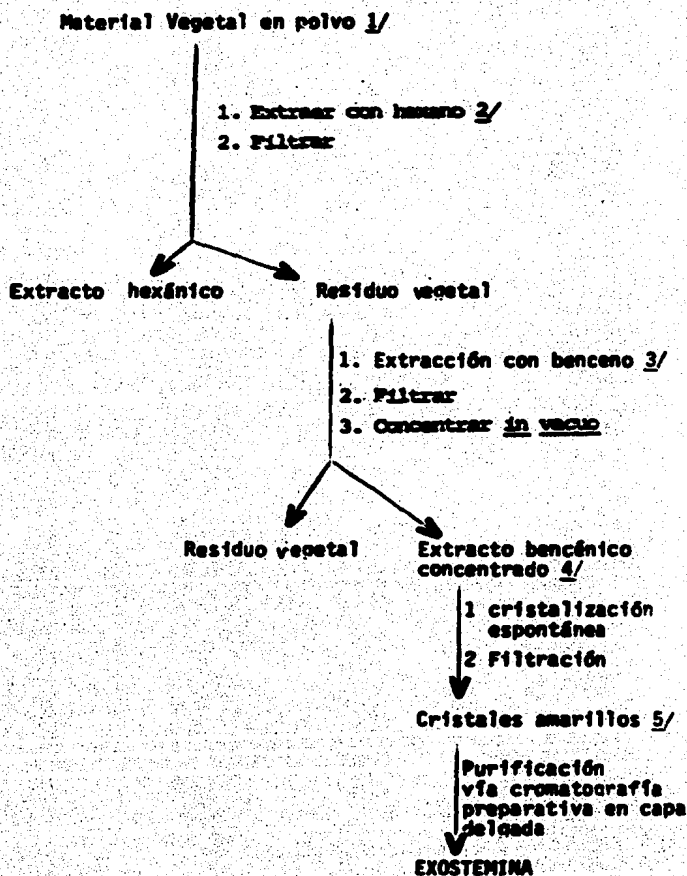 Material Vegetal en polvo 1/
1. Extraer con hexano 2/
2. Filtrar
Extracto hexánico
Residuo vegetal
1. Extracción con benceno 3/
2. Filtrar
3. Concentrar in vacuo
Residuo vegetal
Extracto bencénico
concentrado 4/
1 cristalización
espontánea
2 Filtración
Cristales amarillos 5/
Purificación
vía cromatografía
preparativa en capa
delgada
EXOSTEMINA